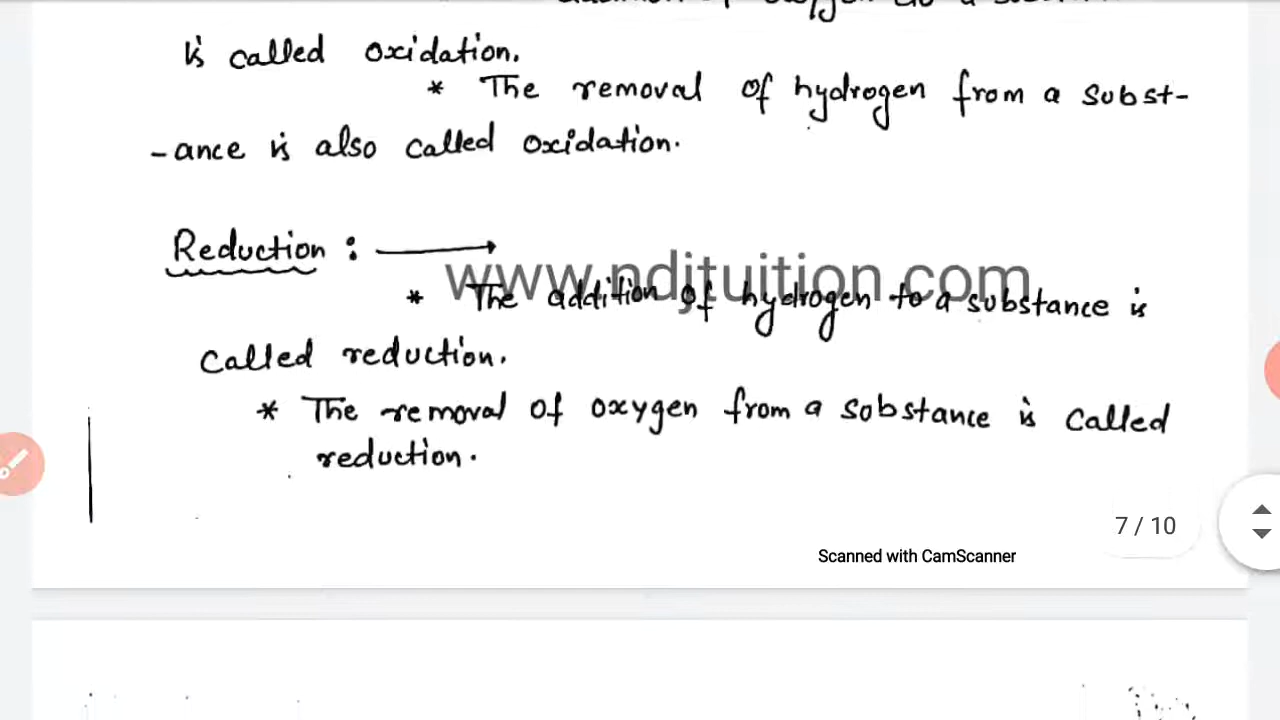 is called oxidation.
* The removal of hydrogen from a subst-
-ance is also called oxidation.
Reduction :
www.ndituition.com
* The addition of hydrogen to a substance is
called reduction.
* The removal of oxygen from a substance is called
reduction.
7 / 10
Scanned with CamScanner